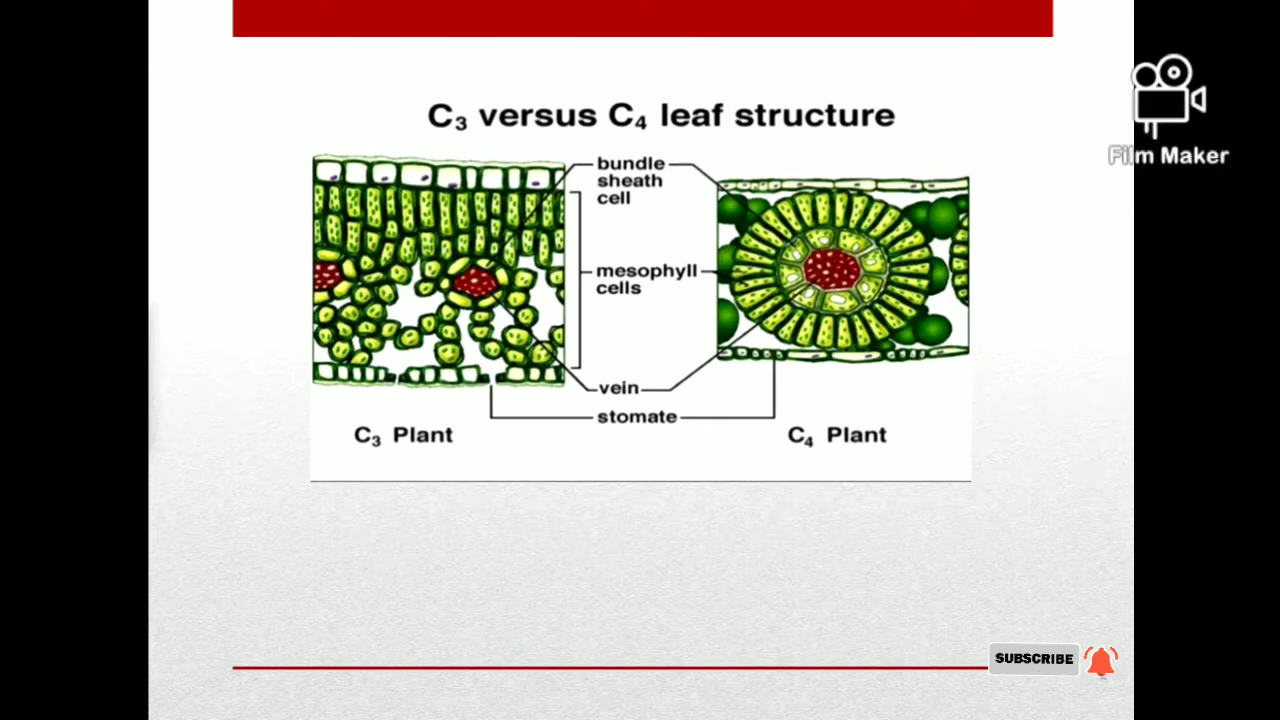 C₃ versus C₄ leaf structure
bundle
sheath
cell
mesophyll
cells
vein
stomate
C₃ Plant
C₄ Plant
Film Maker
SUBSCRIBE